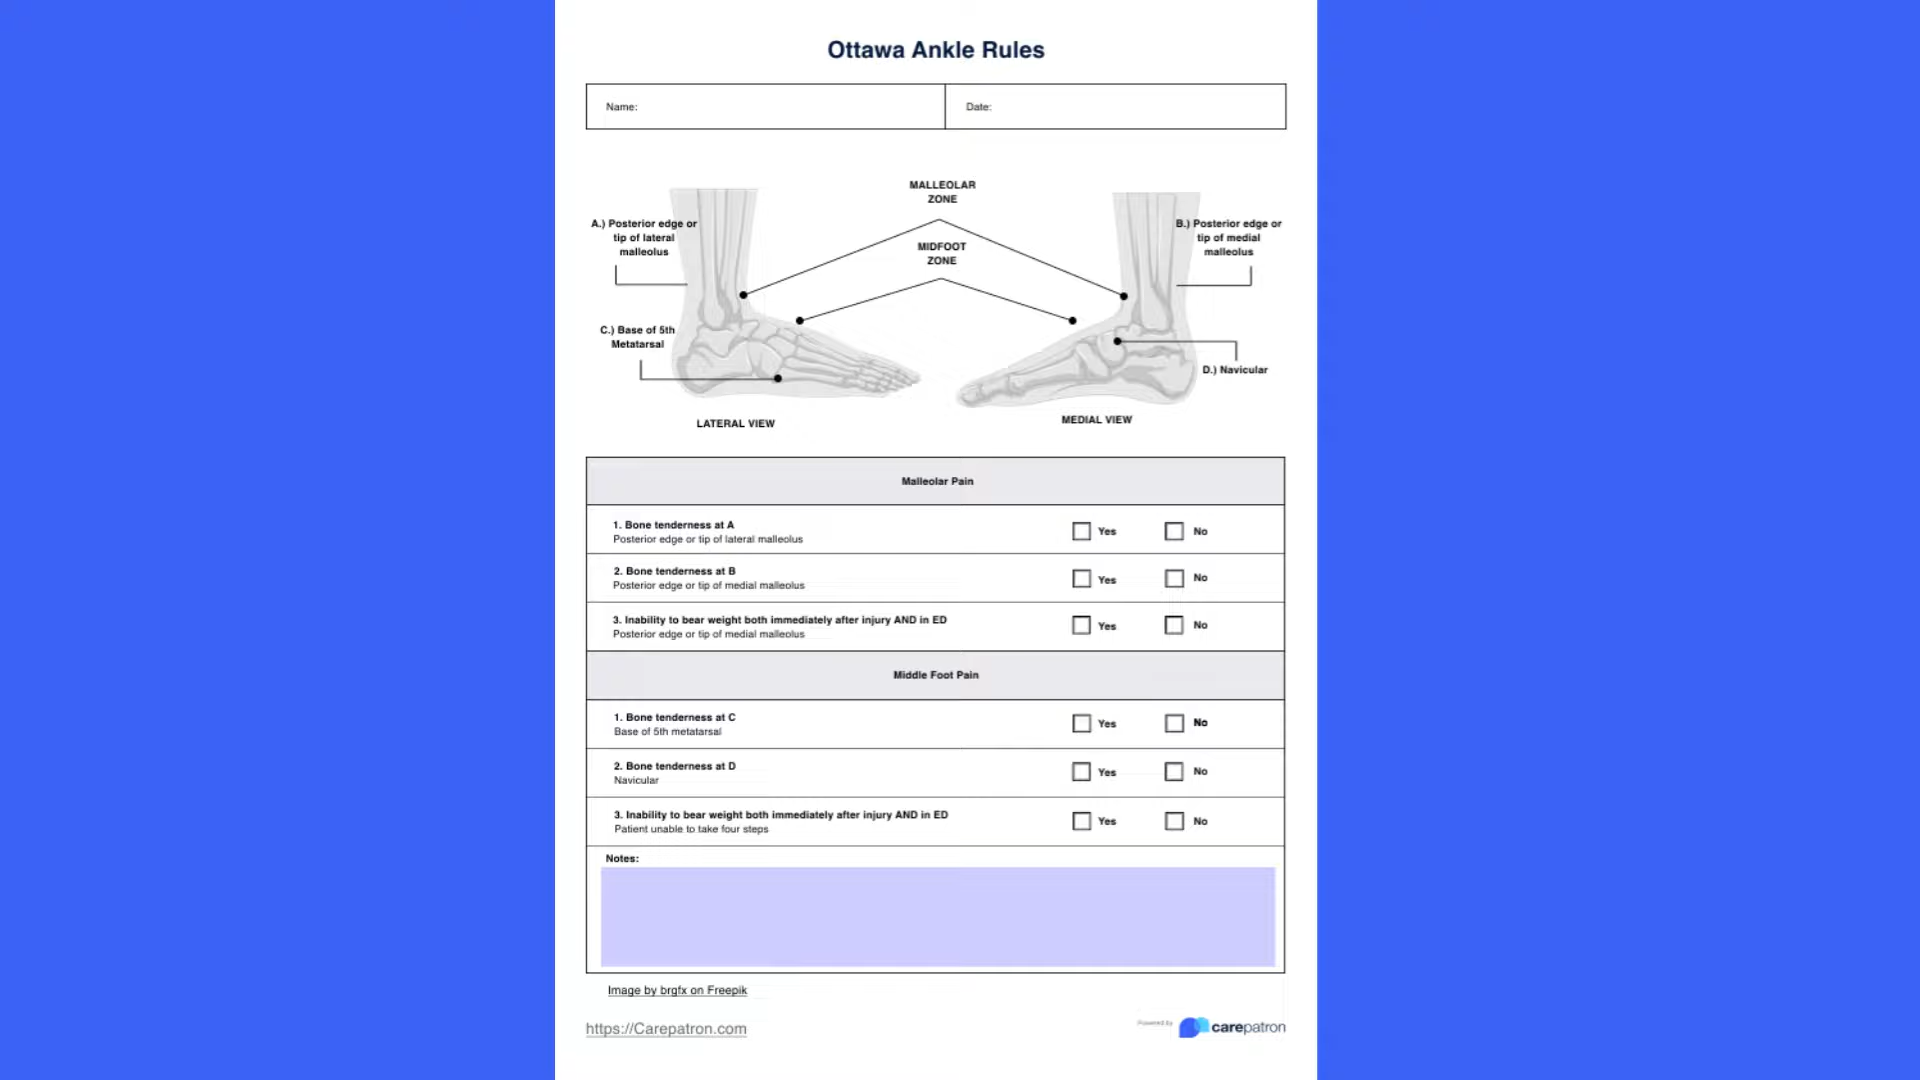 Ottawa Ankle Rules
Name:
Date:
MALLEOLAR
ZONE
A.) Posterior edge or
tip of lateral
malleolus
B.) Posterior edge or
tip of medial
malleolus
MIDFOOT
ZONE
C.) Base of 5th
Metatarsal
D.) Navicular
LATERAL VIEW
MEDIAL VIEW
Malleolar Pain
1. Bone tenderness at A
Posterior edge or tip of lateral malleolus
Yes
No
2. Bone tenderness at B
Posterior edge or tip of medial malleolus
Yes
No
3. Inability to bear weight both immediately after injury AND in ED
Posterior edge or tip of medial malleolus
Yes
No
Middle Foot Pain
1. Bone tenderness at C
Base of 5th metatarsal
Yes
No
2. Bone tenderness at D
Navicular
Yes
No
3. Inability to bear weight both immediately after injury AND in ED
Patient unable to take four steps
Yes
No
Notes:
Image by brgfx on Freepik
https://Carepatron.com
Powered by
carepatron